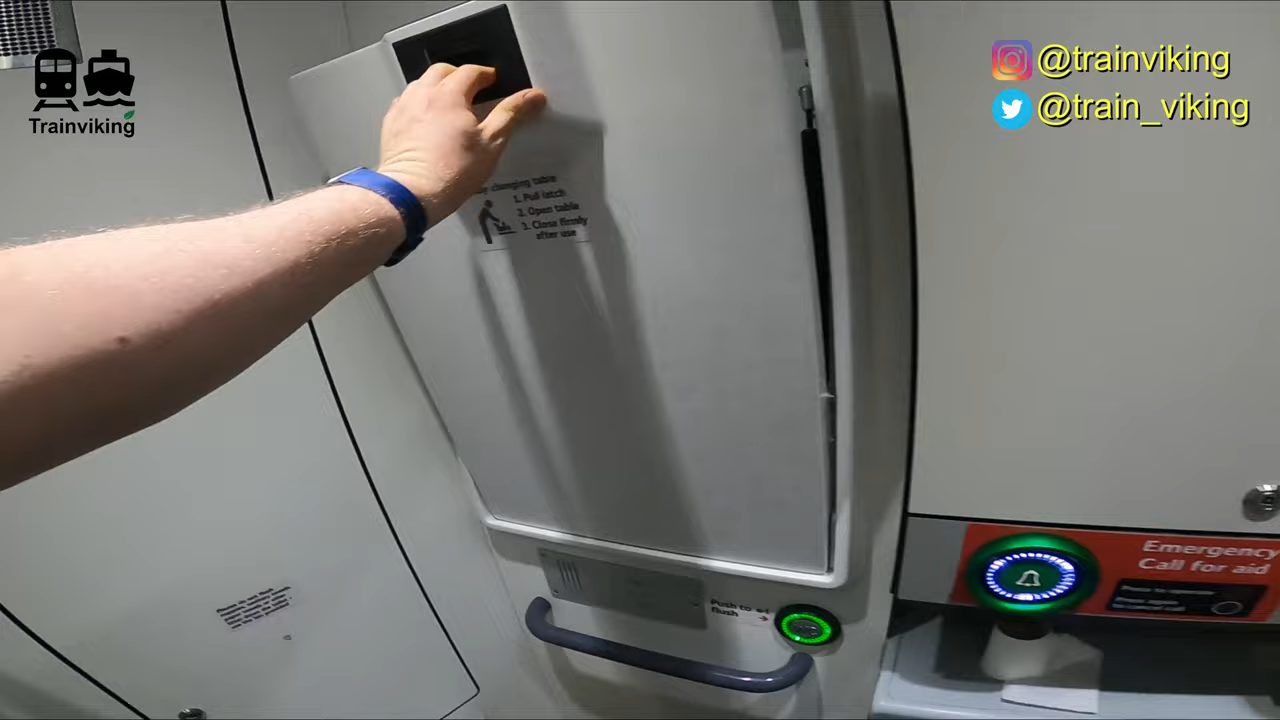 Trainviking
@trainviking
@train_viking
changing table
1. Pull latch
2. Open table
3. Close firmly
after use
Push to
flush
Emergency
Call for aid